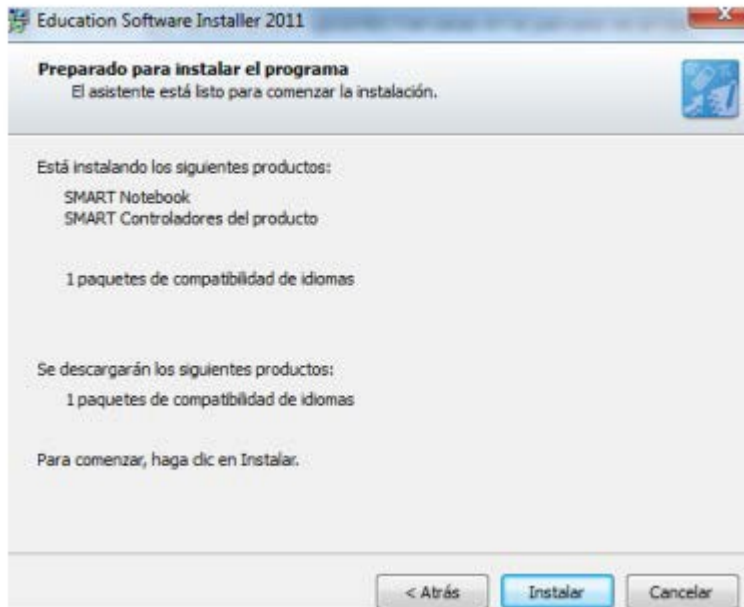 Education Software Installer 2011
Preparado para instalar el programa
El asistente está listo para comenzar la instalación.
Está instalando los siguientes productos:
SMART Notebook
SMART Controladores del producto
1 paquetes de compatibilidad de idiomas
Se descargarán los siguientes productos:
1 paquetes de compatibilidad de idiomas
Para comenzar, haga clic en Instalar.
< Atrás Instalar Cancelar